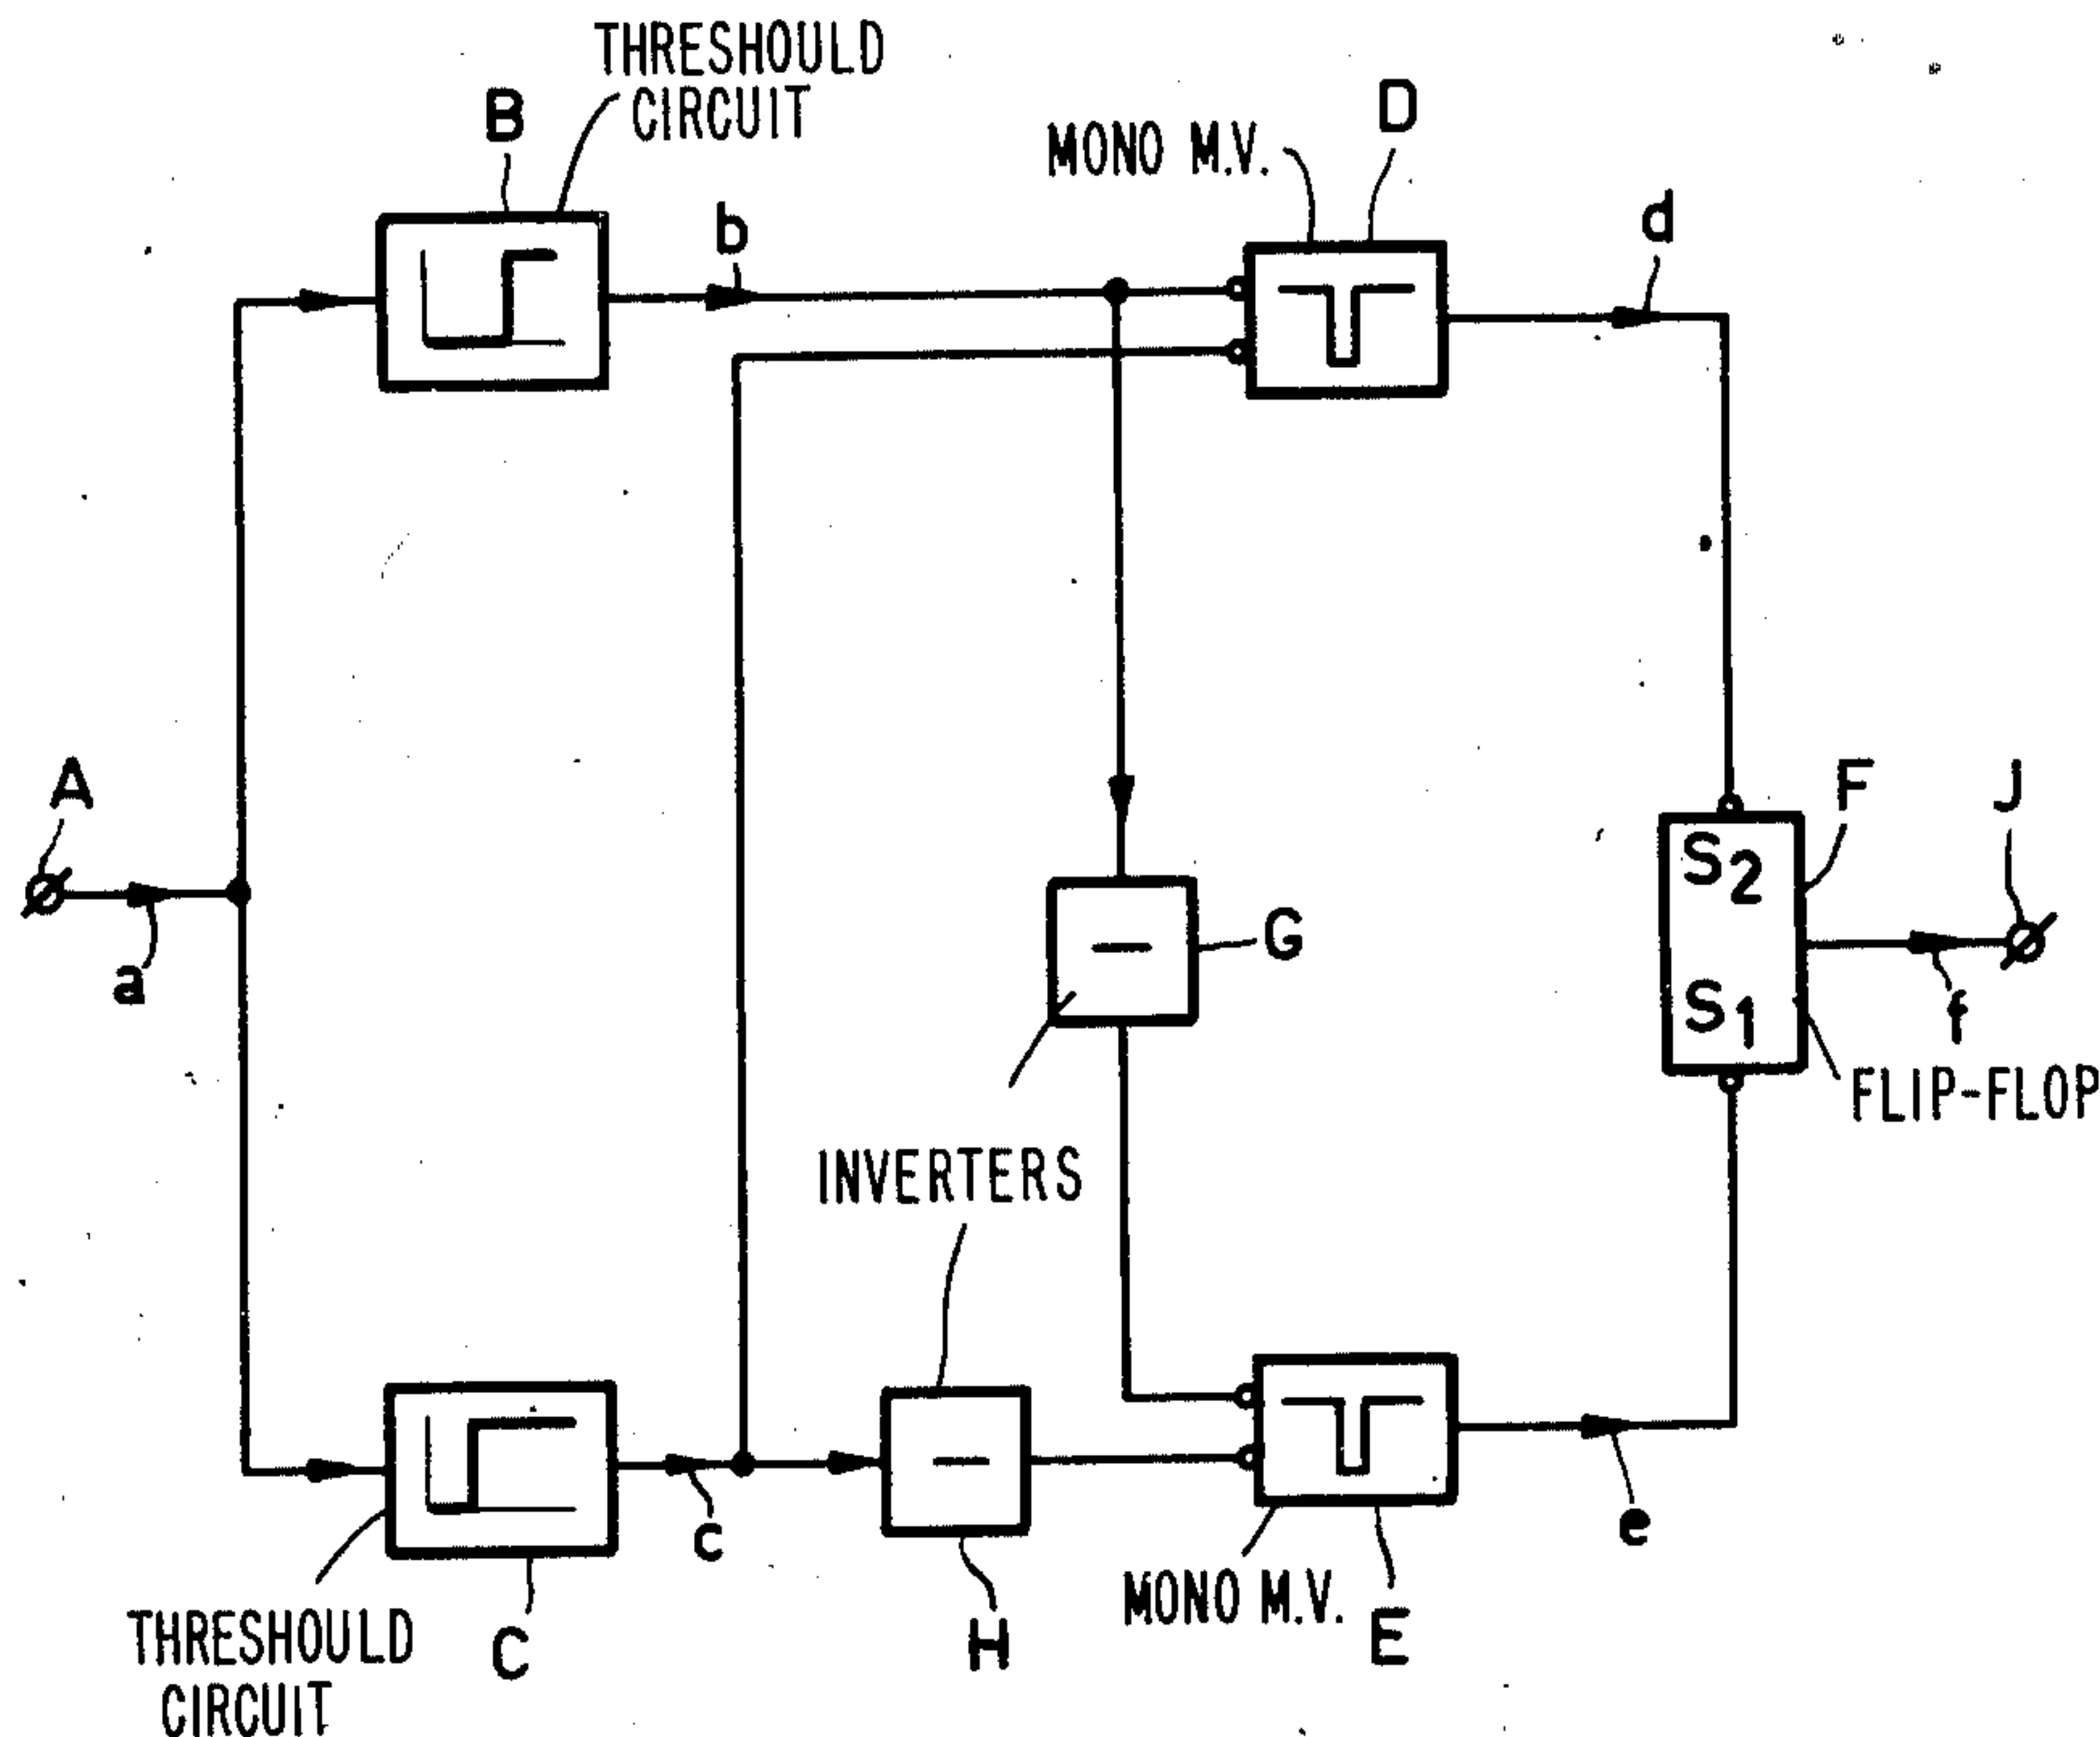 THRESHOULD
CIRCUIT
B
MONO M.V.
D
b
d
A
a
F
J
S2
G
S1
f
FLIP-FLOP
INVERTERS
c
e
THRESHOULD
CIRCUIT
C
H
MONO M.V.
E